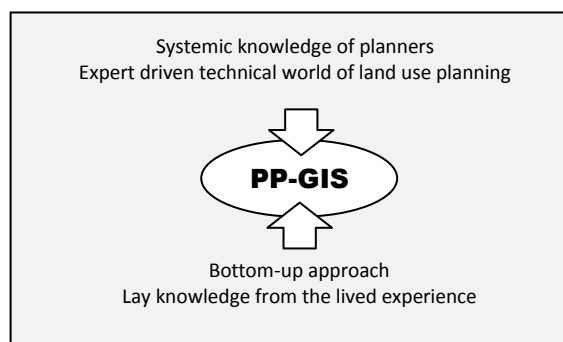 Systemic knowledge of planners
Expert driven technical world of land use planning
PP-GIS
Bottom-up approach
Lay knowledge from the lived experience